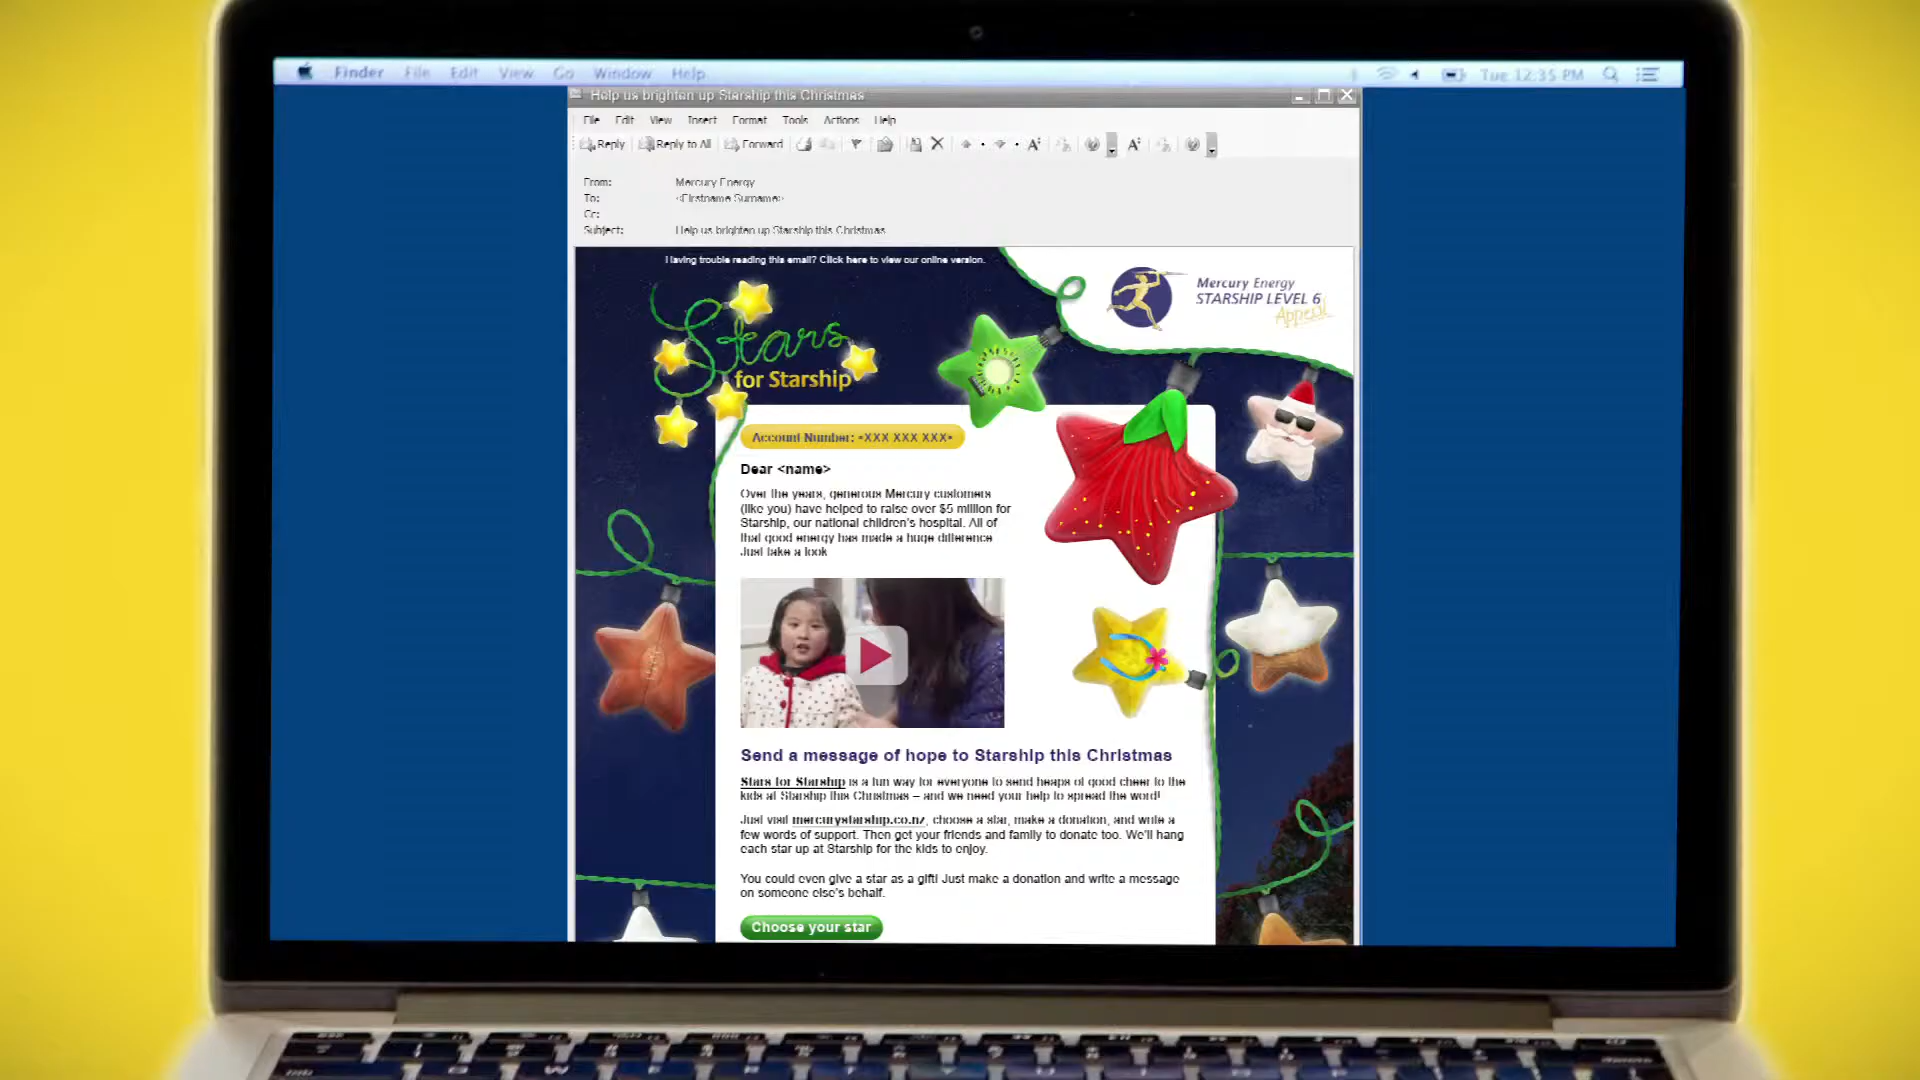 Finder File Edit View Go Window Help Tue 12:35 PM
Help us brighten up Starship this Christmas
File Edit View Insert Format Tools Actions Help
Reply Reply to All Forward
From: Mercury Energy
To: <Firstname Surname>
Cc:
Subject: Help us brighten up Starship this Christmas
Having trouble reading this email? Click here to view our online version.
Mercury Energy
STARSHIP LEVEL 6
Appeal
Stars
for Starship
Account Number: <XXX XXX XXX>
Dear <name>
Over the years, generous Mercury customers
(like you) have helped to raise over $5 million for
Starship, our national children's hospital. All of
that good energy has made a huge difference
Just take a look
Send a message of hope to Starship this Christmas
Stars for Starship is a fun way for everyone to send heaps of good cheer to the
kids at Starship this Christmas – and we need your help to spread the word!
Just visit mercurystarship.co.nz, choose a star, make a donation, and write a
few words of support. Then get your friends and family to donate too. We'll hang
each star up at Starship for the kids to enjoy.
You could even give a star as a gift! Just make a donation and write a message
on someone else's behalf.
Choose your star